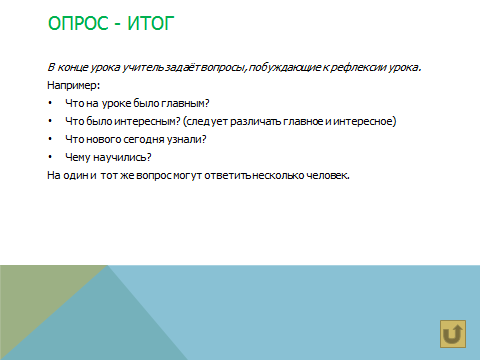 ОПРОС - ИТОГ
В конце урока учитель задаёт вопросы, побуждающие к рефлексии урока.
Например:
• Что на уроке было главным?
• Что было интересным? (следует различать главное и интересное)
• Что нового сегодня узнали?
• Чему научились?
На один и тот же вопрос могут ответить несколько человек.